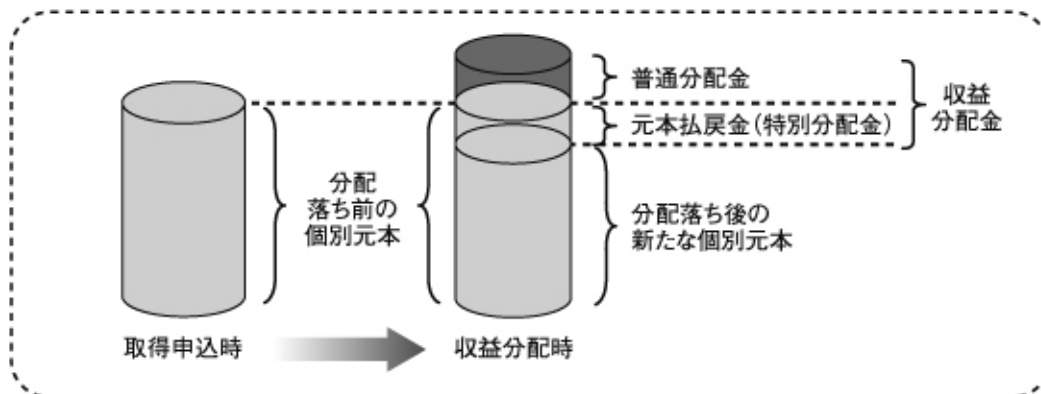 普通分配金
元本払戻金(特別分配金)
収益
分配金
分配
落ち前の
個別元本
分配落ち後の
新たな個別元本
取得申込時
収益分配時